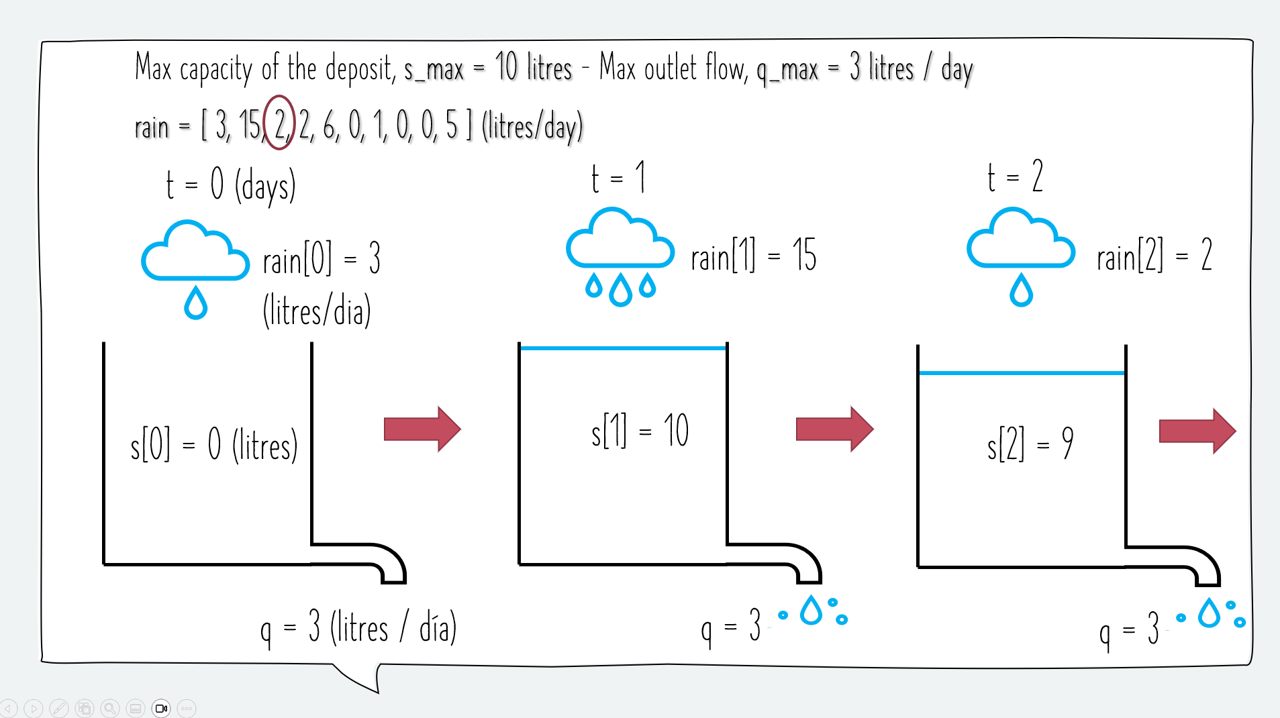 Max capacity of the deposit, s_max = 10 litres - Max outlet flow, q_max = 3 litres / day
rain = [ 3, 15, 2, 2, 6, 0, 1, 0, 0, 5 ] (litres/day)
t = 0 (days)
rain[0] = 3
(litres/dia)
s[0] = 0 (litres)
q = 3 (litres / día)
t = 1
rain[1] = 15
s[1] = 10
q = 3
t = 2
rain[2] = 2
s[2] = 9
q = 3